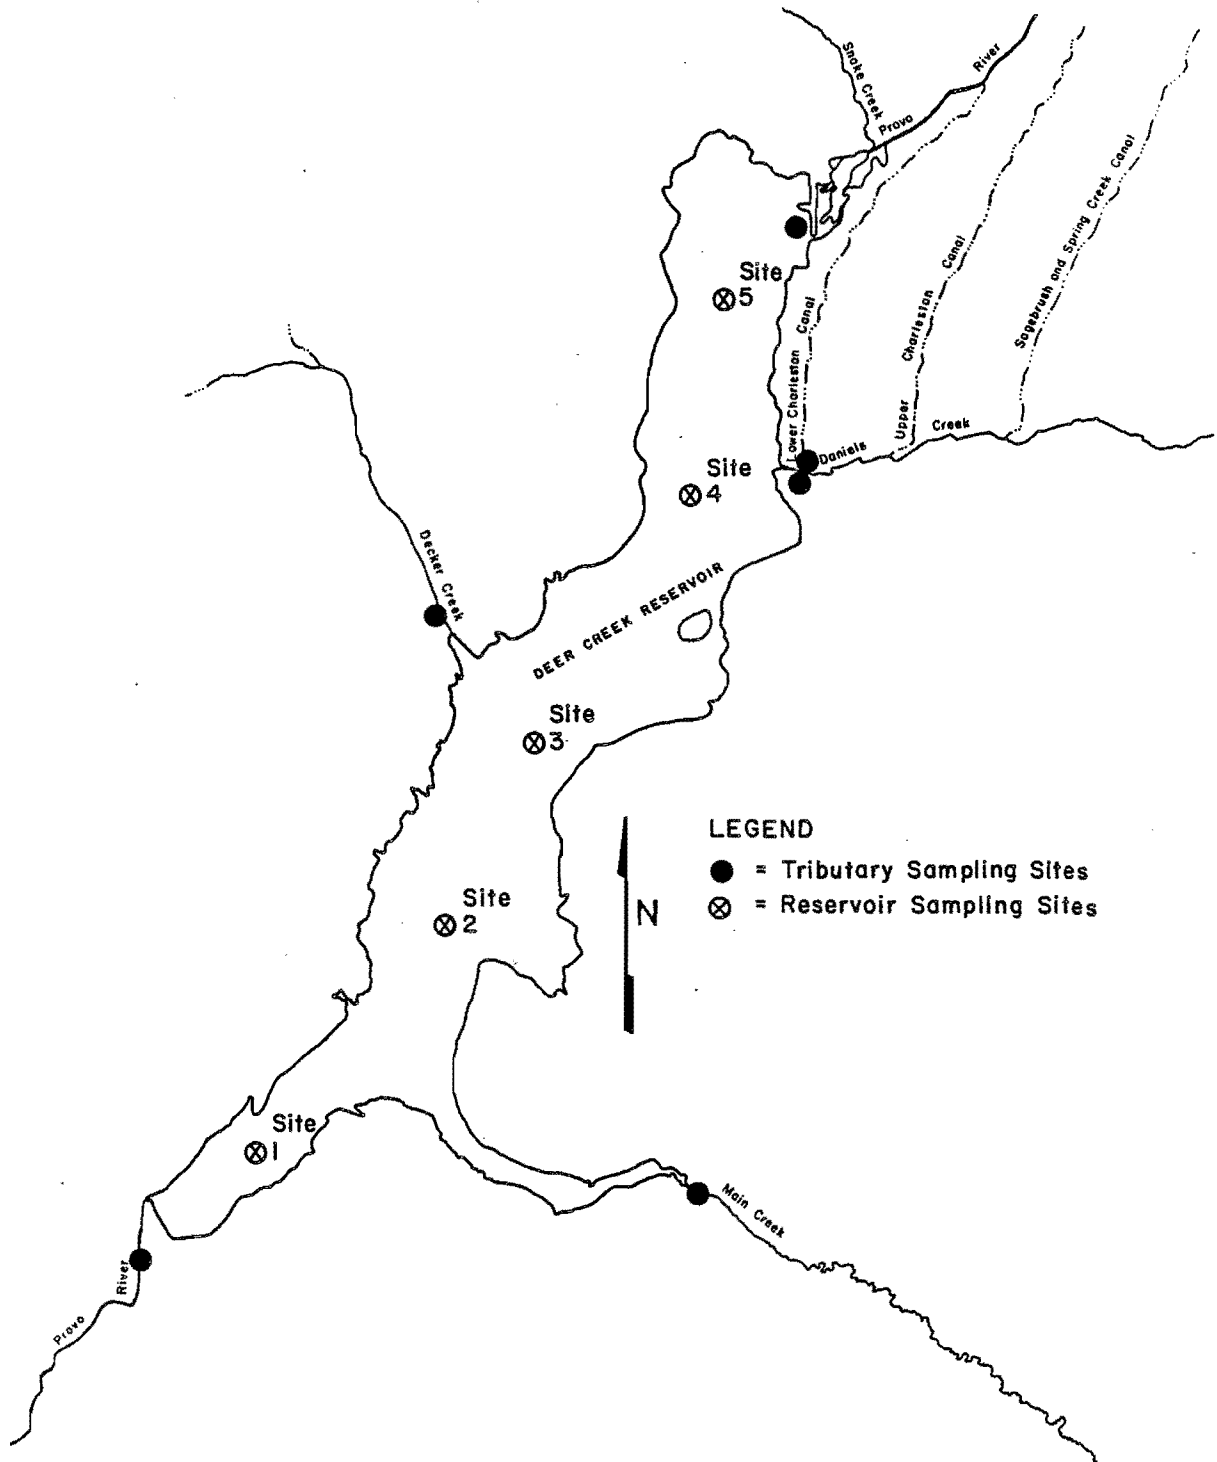 Snake Creek
River
Provo
Sagebrush and Spring Creek Canal
Canal
Charleston
Upper
Canal
Lower Charleston
Site
5
Creek
Daniels
Site
4
Decker Creek
DEER CREEK RESERVOIR
Site
3
LEGEND
= Tributary Sampling Sites
= Reservoir Sampling Sites
N
Site
2
Site
1
Main Creek
River
Provo